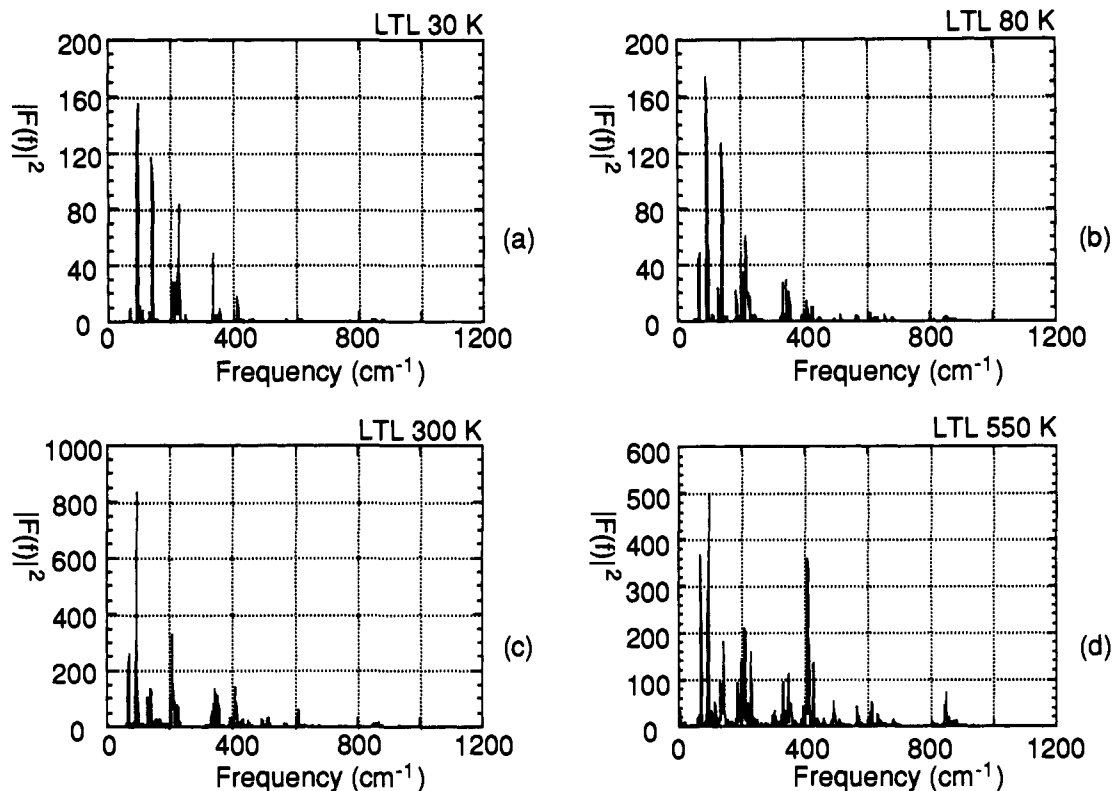 LTL 30 K
200
160
120
80
40
0
0 400 800 1200
|F(f)|²
Frequency (cm⁻¹)
(a)
LTL 80 K
200
160
120
80
40
0
0 400 800 1200
|F(f)|²
Frequency (cm⁻¹)
(b)
LTL 300 K
1000
800
600
400
200
0
0 400 800 1200
|F(f)|²
Frequency (cm⁻¹)
(c)
LTL 550 K
600
500
400
300
200
100
0
0 400 800 1200
|F(f)|²
Frequency (cm⁻¹)
(d)